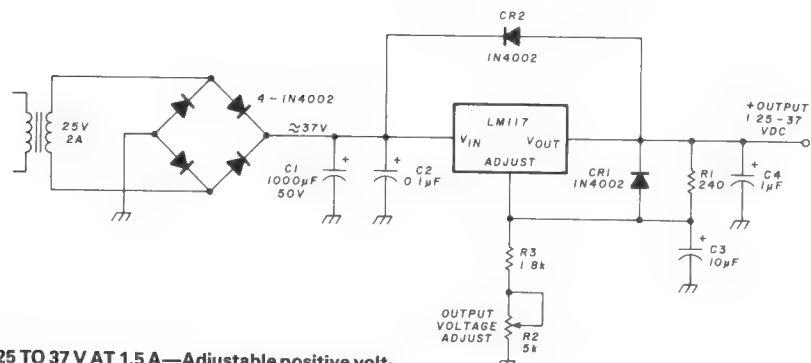 CR2
1N4002
4-1N4002
25V
2A
≈37V
C1
1000µF
50V
C2
0.1µF
LM117
VIN
VOUT
ADJUST
CR1
1N4002
R1
240
+OUTPUT
1.25-37
VDC
C4
1µF
R3
1.8k
C3
10µF
OUTPUT
VOLTAGE
ADJUST
R2
5k
25 TO 37 V AT 1.5 A—Adjustable positive volt-